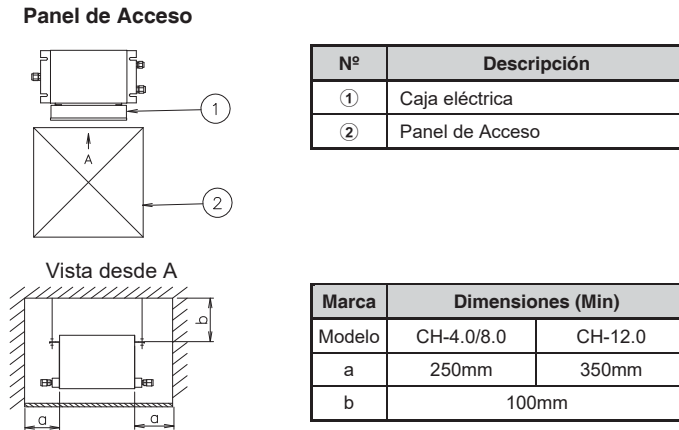 Panel de Acceso
Nº Descripción
① Caja eléctrica
② Panel de Acceso
1
A
2
Vista desde A
b
a a
Marca Dimensiones (Min)
Modelo CH-4.0/8.0 CH-12.0
a 250mm 350mm
b 100mm